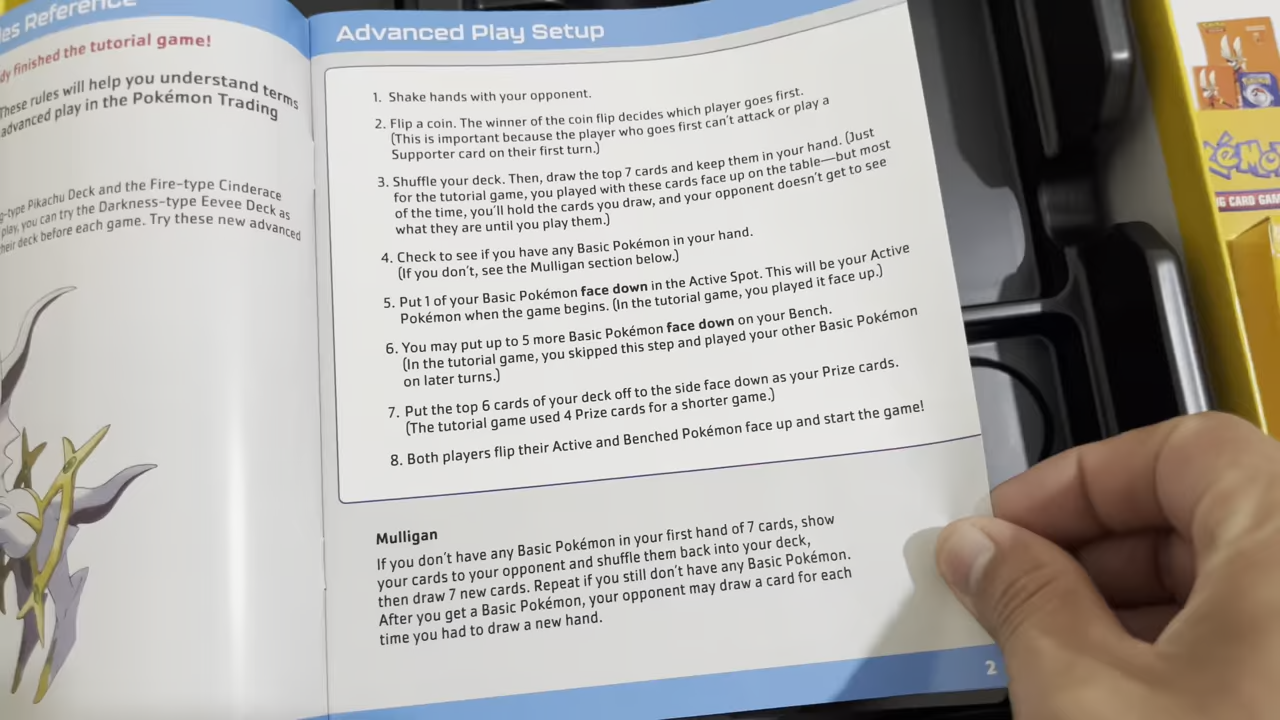 les Reference
dy finished the tutorial game!
These rules will help you understand terms
advanced play in the Pokémon Trading
g-type Pikachu Deck and the Fire-type Cinderace
play, you can try the Darkness-type Eevee Deck as
heir deck before each game. Try these new advanced
Advanced Play Setup
1. Shake hands with your opponent.
2. Flip a coin. The winner of the coin flip decides which player goes first.
(This is important because the player who goes first can't attack or play a
Supporter card on their first turn.)
3. Shuffle your deck. Then, draw the top 7 cards and keep them in your hand. (Just
for the tutorial game, you played with these cards face up on the table—but most
of the time, you'll hold the cards you draw, and your opponent doesn't get to see
what they are until you play them.)
4. Check to see if you have any Basic Pokémon in your hand.
(If you don't, see the Mulligan section below.)
5. Put 1 of your Basic Pokémon face down in the Active Spot. This will be your Active
Pokémon when the game begins. (In the tutorial game, you played it face up.)
6. You may put up to 5 more Basic Pokémon face down on your Bench.
(In the tutorial game, you skipped this step and played your other Basic Pokémon
on later turns.)
7. Put the top 6 cards of your deck off to the side face down as your Prize cards.
(The tutorial game used 4 Prize cards for a shorter game.)
8. Both players flip their Active and Benched Pokémon face up and start the game!
Mulligan
If you don't have any Basic Pokémon in your first hand of 7 cards, show
your cards to your opponent and shuffle them back into your deck,
then draw 7 new cards. Repeat if you still don't have any Basic Pokémon.
After you get a Basic Pokémon, your opponent may draw a card for each
time you had to draw a new hand.
2
kémo
G CARD GAM